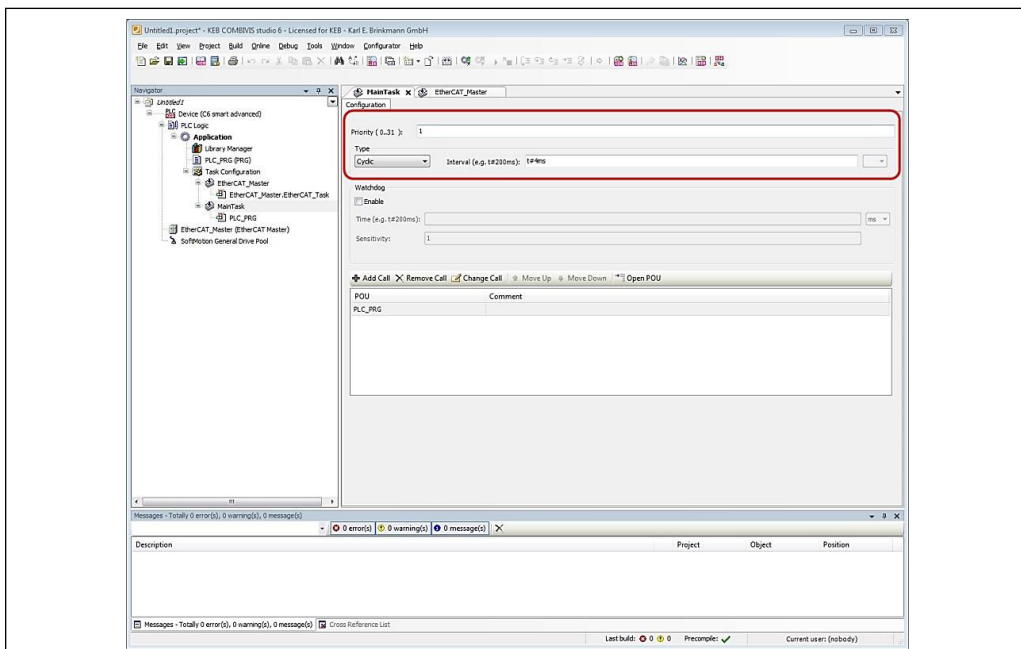 Untitled1.project* - KEB COMBIVIS studio 6 - Licensed for KEB - Karl E. Brinkmann GmbH
File Edit View Project Build Online Debug Tools Window Configurator Help
Navigator
MainTask x EtherCAT_Master
Untitled1
Configuration
Device (C6 smart advanced)
PLC Logic
Application
Library Manager
PLC_PRG (PRG)
Task Configuration
EtherCAT_Master
EtherCAT_Master.EtherCAT_Task
MainTask
PLC_PRG
EtherCAT_Master (EtherCAT Master)
SoftMotion General Drive Pool
Priority ( 0..31 ): 1
Type
Cyclic Interval (e.g. t#200ms): t#4ms
Watchdog
Enable
Time (e.g. t#200ms): ms
Sensitivity: 1
Add Call Remove Call Change Call Move Up Move Down Open POU
POU Comment
PLC_PRG
Messages - Totally 0 error(s), 0 warning(s), 0 message(s)
0 error(s) 0 warning(s) 0 message(s)
Description Project Object Position
Messages - Totally 0 error(s), 0 warning(s), 0 message(s) Cross Reference List
Last build: 0 0 Precompile: Current user: (nobody)